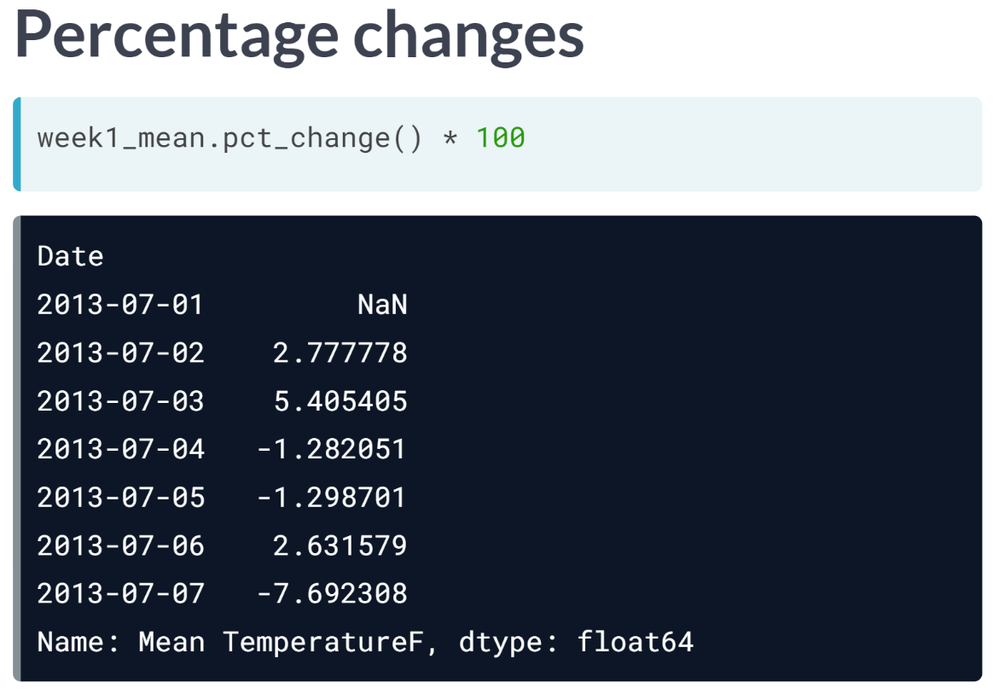 Percentage changes
week1_mean.pct_change() * 100
Date
2013-07-01 NaN
2013-07-02 2.777778
2013-07-03 5.405405
2013-07-04 -1.282051
2013-07-05 -1.298701
2013-07-06 2.631579
2013-07-07 -7.692308
Name: Mean TemperatureF, dtype: float64